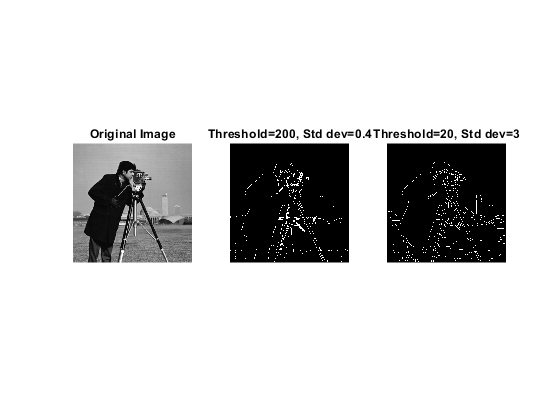 Original Image
Threshold=200, Std dev=0.4
Threshold=20, Std dev=3